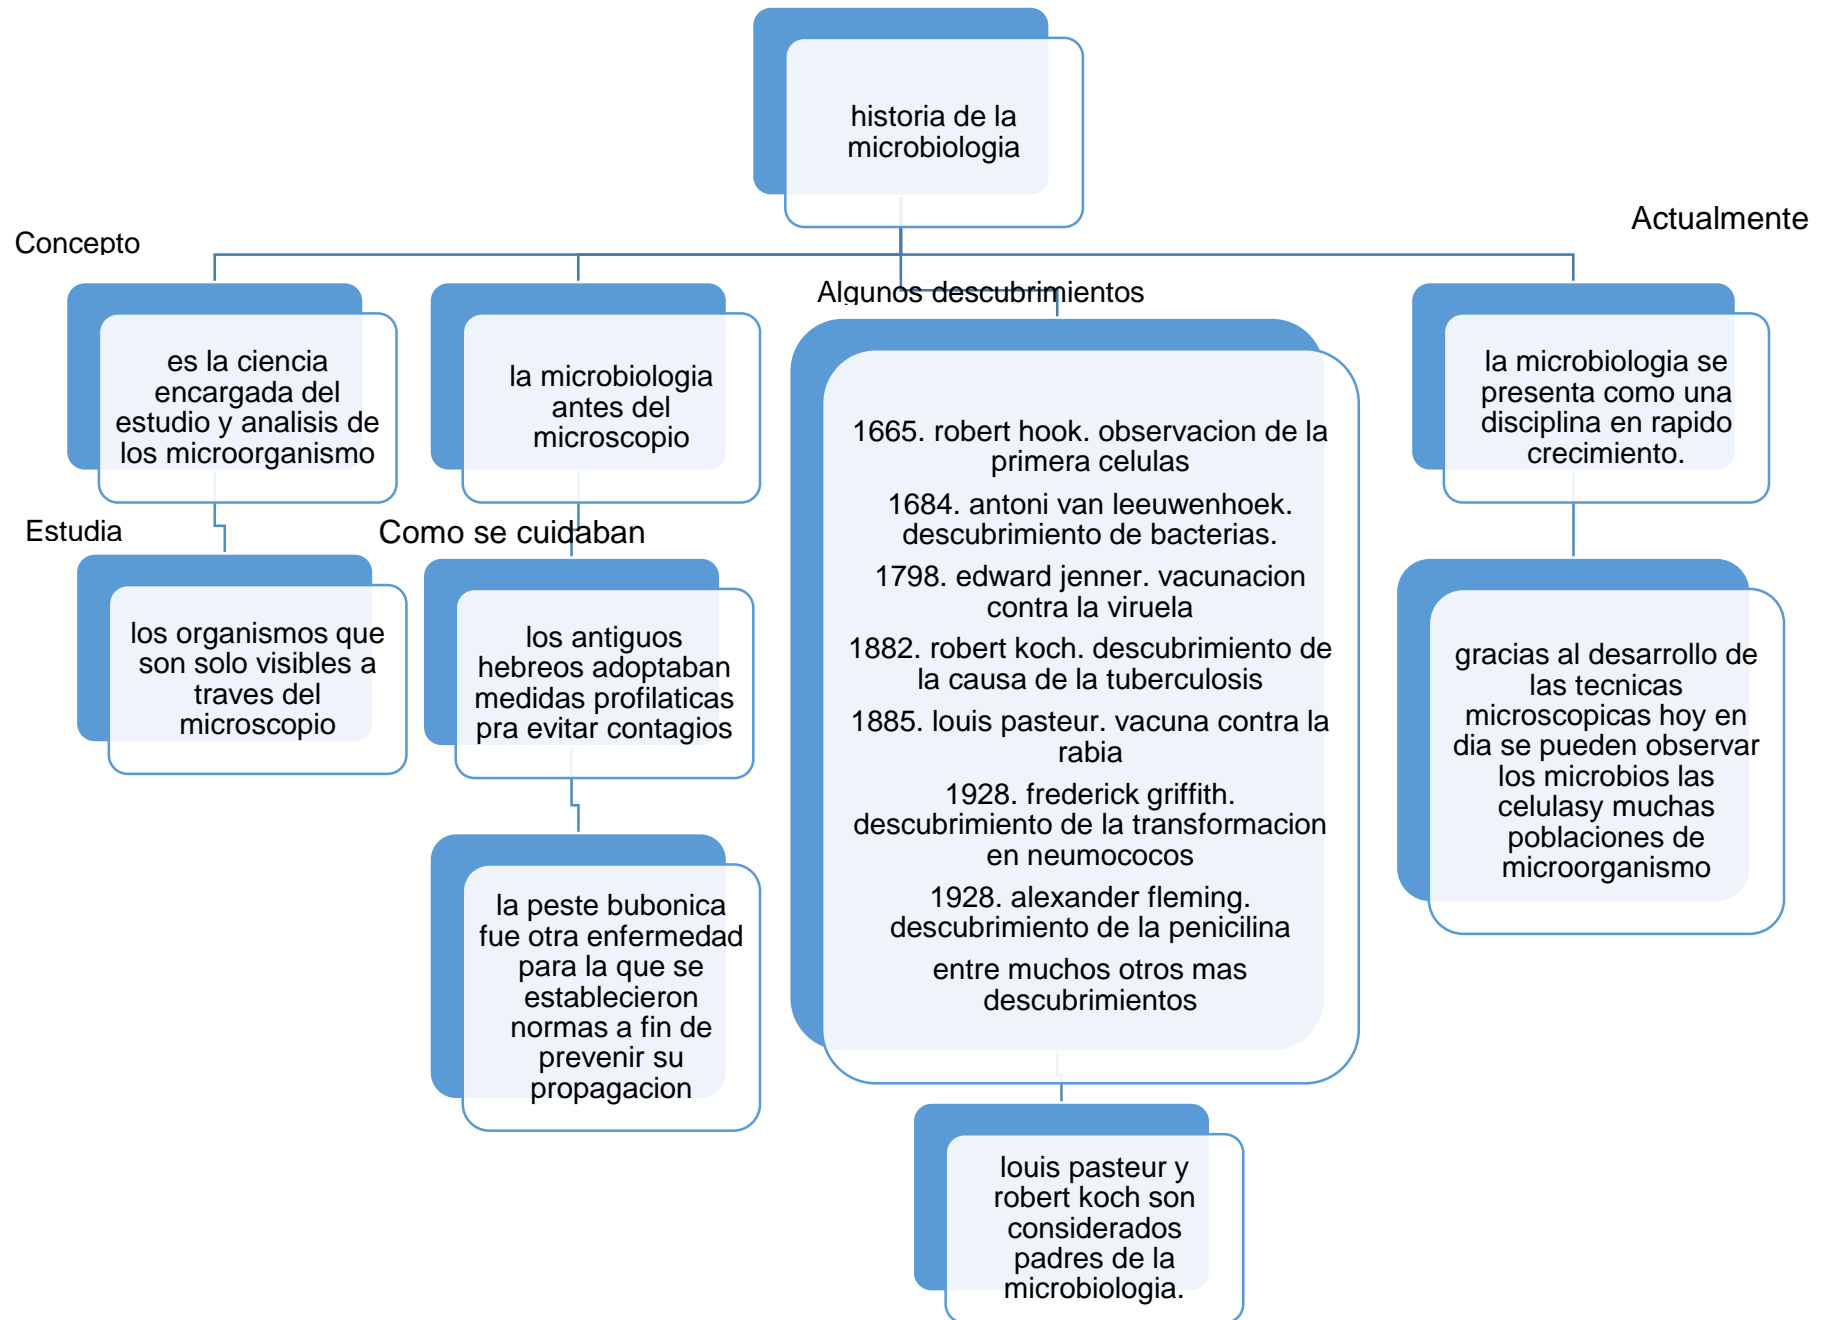 historia de la
microbiologia
Actualmente
Concepto
es la ciencia
encargada del
estudio y analisis de
los microorganismo
Estudia
los organismos que
son solo visibles a
traves del
microscopio
la microbiologia
antes del
microscopio
Como se cuidaban
los antiguos
hebreos adoptaban
medidas profilaticas
pra evitar contagios
la peste bubonica
fue otra enfermedad
para la que se
establecieron
normas a fin de
prevenir su
propagacion
Algunos descubrimientos
1665. robert hook. observacion de la
primera celulas
1684. antoni van leeuwenhoek.
descubrimiento de bacterias.
1798. edward jenner. vacunacion
contra la viruela
1882. robert koch. descubrimiento de
la causa de la tuberculosis
1885. louis pasteur. vacuna contra la
rabia
1928. frederick griffith.
descubrimiento de la transformacion
en neumococos
1928. alexander fleming.
descubrimiento de la penicilina
entre muchos otros mas
descubrimientos
louis pasteur y
robert koch son
considerados
padres de la
microbiologia.
la microbiologia se
presenta como una
disciplina en rapido
crecimiento.
gracias al desarrollo de
las tecnicas
microscopicas hoy en
dia se pueden observar
los microbios las
celulasy muchas
poblaciones de
microorganismo